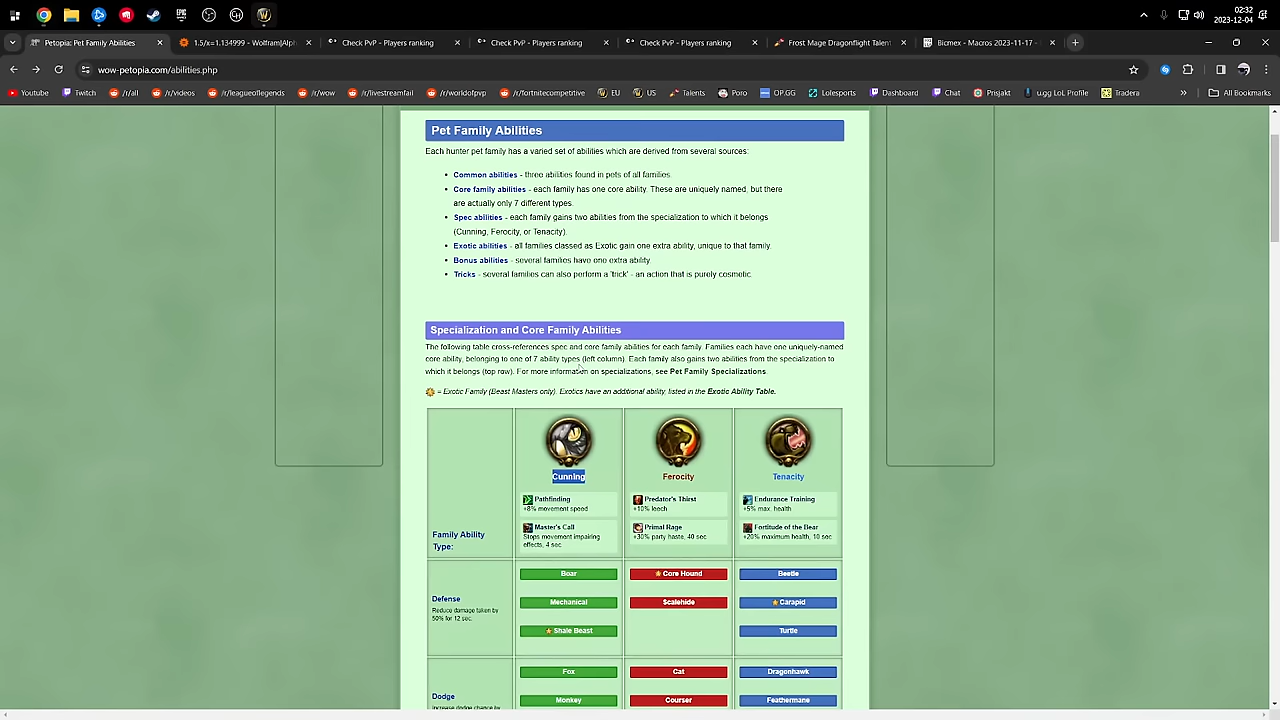 02:32
2023-12-04
Petopia: Pet Family Abilities
1.5/x=1.134999 - Wolfram|Alph
Check PvP - Players ranking
Check PvP - Players ranking
Check PvP - Players ranking
Frost Mage Dragonflight Talent
Bicmex - Macros 2023-11-17 -
wow-petopia.com/abilities.php
Youtube
Twitch
/r/all
/r/videos
/r/leagueoflegends
/r/wow
/r/livestreamfail
/r/worldofpvp
/r/fortnitecompetitive
EU
US
Talents
Poro
OP.GG
Lolesports
Dashboard
Chat
Prisjakt
u.gg LoL Profile
Tradera
All Bookmarks
Pet Family Abilities
Each hunter pet family has a varied set of abilities which are derived from several sources:
• Common abilities - three abilities found in pets of all families.
• Core family abilities - each family has one core ability. These are uniquely named, but there
are actually only 7 different types.
• Spec abilities - each family gains two abilities from the specialization to which it belongs
(Cunning, Ferocity, or Tenacity).
• Exotic abilities - all families classed as Exotic gain one extra ability, unique to that family.
• Bonus abilities - several families have one extra ability.
• Tricks - several families can also perform a 'trick' - an action that is purely cosmetic.
Specialization and Core Family Abilities
The following table cross-references spec and core family abilities for each family. Families each have one uniquely-named
core ability, belonging to one of 7 ability types (left column). Each family also gains two abilities from the specialization to
which it belongs (top row). For more information on specializations, see Pet Family Specializations.
= Exotic Family (Beast Masters only). Exotics have an additional ability, listed in the Exotic Ability Table.
Family Ability
Type:
Cunning
Pathfinding
+8% movement speed
Master's Call
Stops movement impairing
effects, 4 sec.
Ferocity
Predator's Thirst
+10% leech
Primal Rage
+30% party haste, 40 sec.
Tenacity
Endurance Training
+5% max. health
Fortitude of the Bear
+20% maximum health, 10 sec
Defense
Reduce damage taken by
50% for 12 sec.
Bear
Mechanical
Shale Beast
Core Hound
Scalehide
Beetle
Carapid
Turtle
Dodge
Increase dodge chance by
Fox
Monkey
Cat
Courser
Dragonhawk
Feathermane